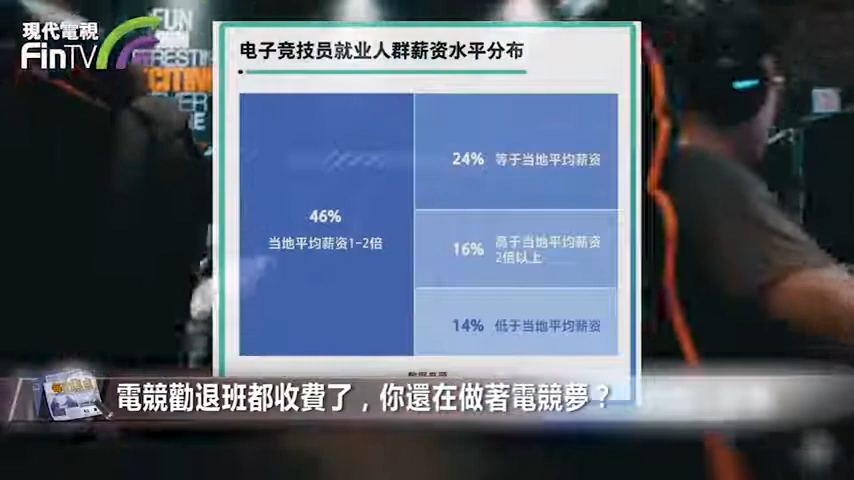 現代電視
FinTV
FUN
CITING
电子竞技员就业人群薪资水平分布
46%
当地平均薪资1-2倍
24% 等于当地平均薪资
16% 高于当地平均薪资
2倍以上
14% 低于当地平均薪资
電競勸退班都收費了，你還在做著電競夢？